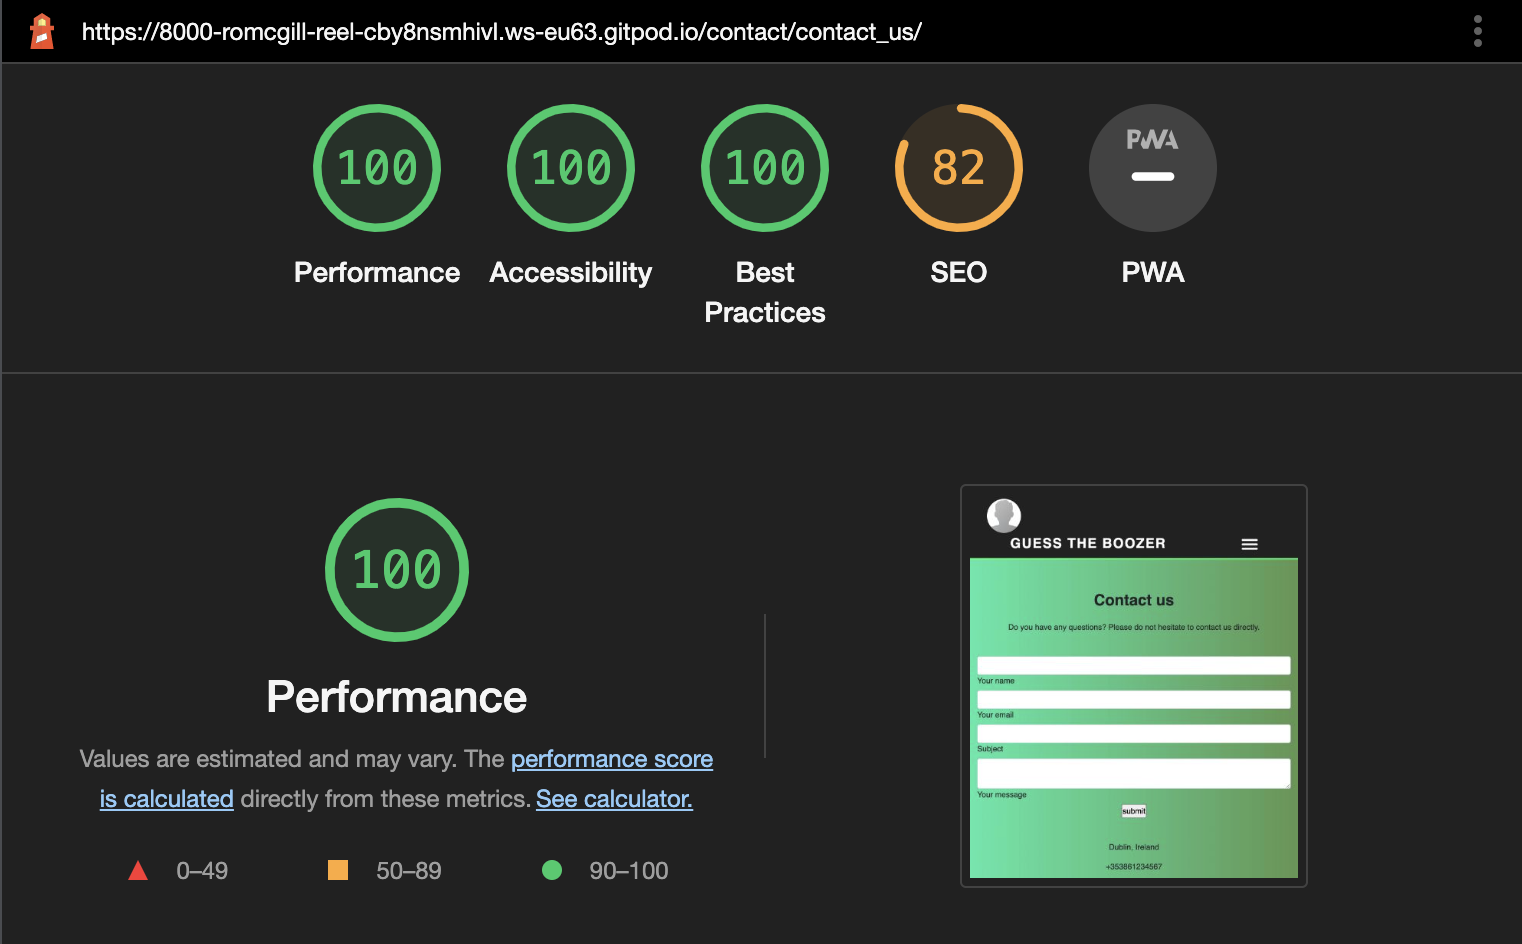 https://8000-romcgill-reel-cby8nsmhivl.ws-eu63.gitpod.io/contact/contact_us/
100
100
100
82
PWA
Performance
Accessibility
Best
Practices
SEO
PWA
100
Performance
Values are estimated and may vary. The performance score
is calculated directly from these metrics. See calculator.
0–49
50–89
90–100
GUESS THE BOOZER
Contact us
Do you have any questions? Please do not hesitate to contact us directly.
Your name
Your email
Subject
Your message
submit
Dublin, Ireland
+353861234567